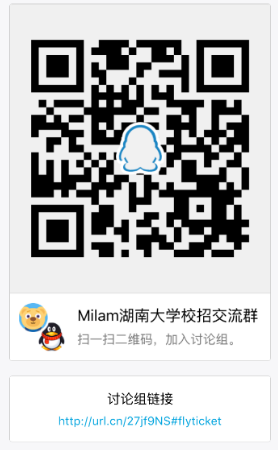 Milam湖南大学校招交流群
扫一扫二维码，加入讨论组。
讨论组链接
http://url.cn/27jf9NS#flyticket